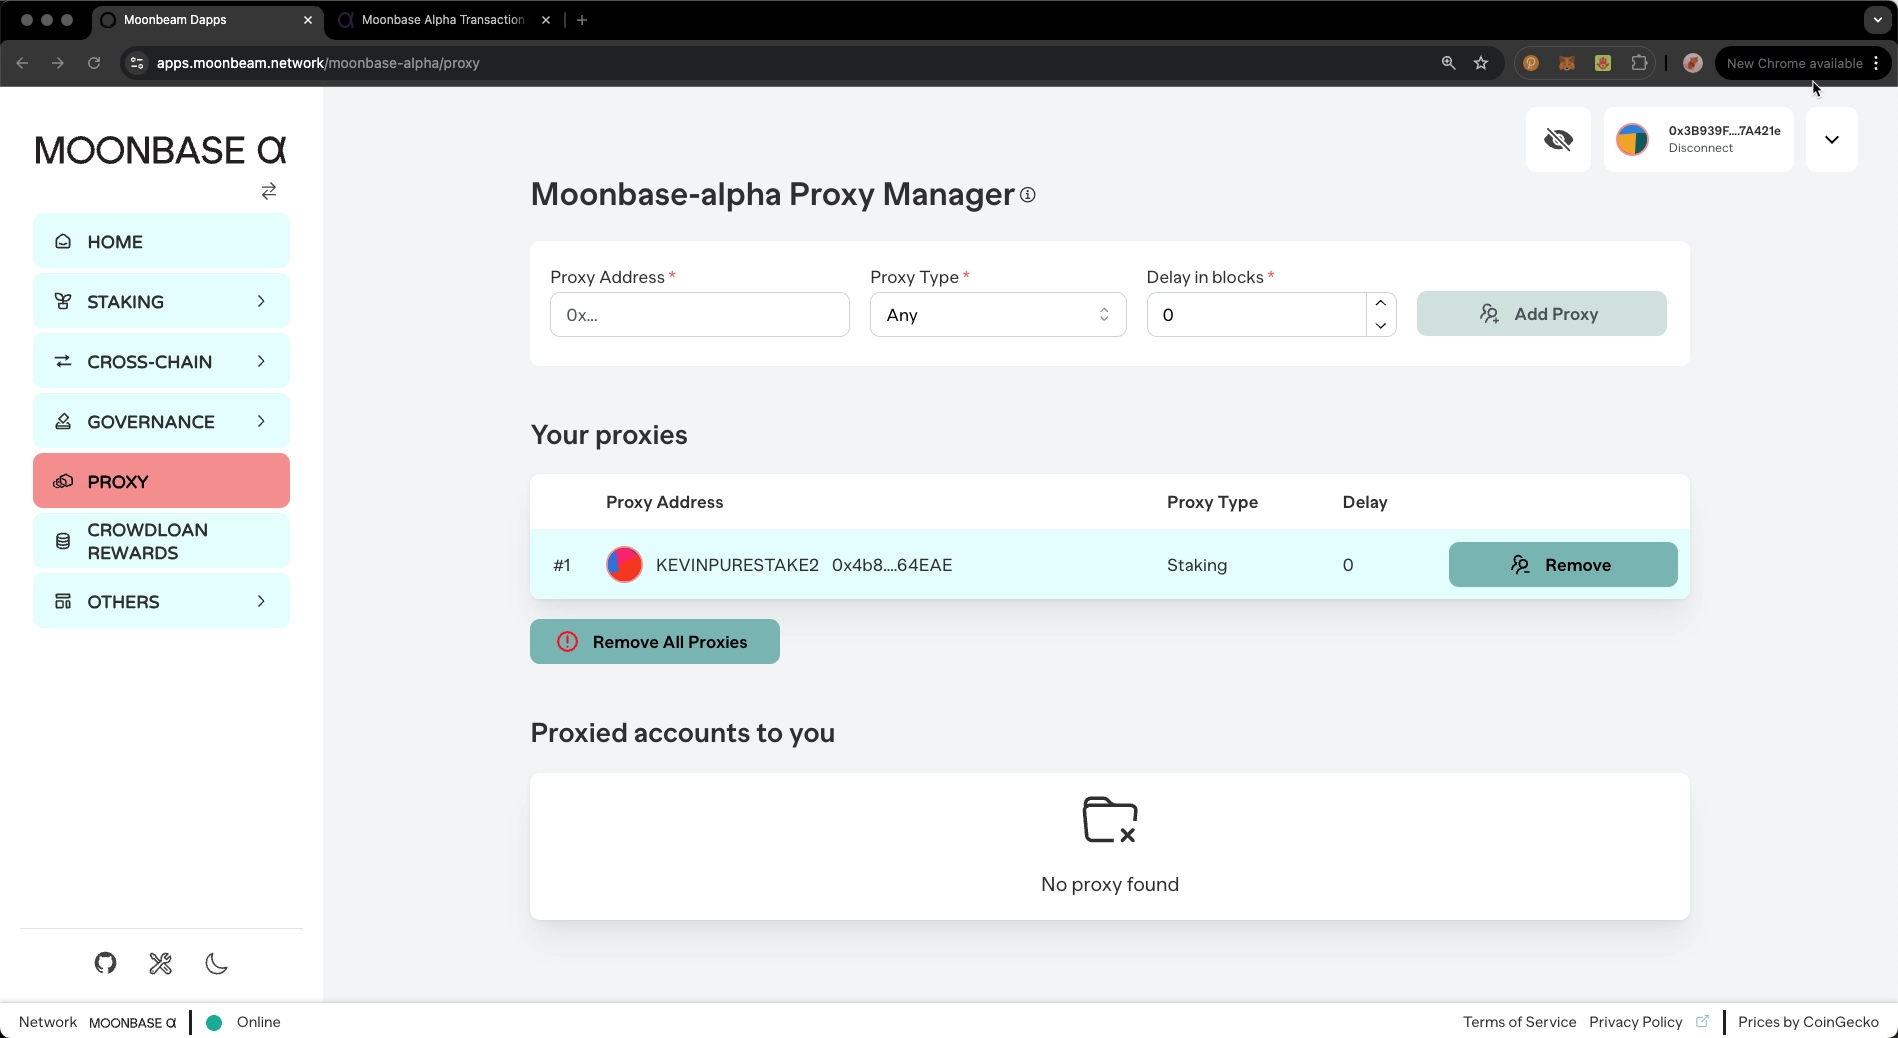 Moonbeam Dapps
Moonbase Alpha Transaction
apps.moonbeam.network/moonbase-alpha/proxy
New Chrome available
MOONBASE α
HOME
STAKING
CROSS-CHAIN
GOVERNANCE
PROXY
CROWDLOAN
REWARDS
OTHERS
0x3B939F....7A421e
Disconnect
Moonbase-alpha Proxy Manager
Proxy Address * Proxy Type * Delay in blocks *
0x... Any 0 Add Proxy
Your proxies
Proxy Address Proxy Type Delay
#1 KEVINPURESTAKE2 0x4b8....64EAE Staking 0 Remove
Remove All Proxies
Proxied accounts to you
No proxy found
Network MOONBASE α Online
Terms of Service Privacy Policy Prices by CoinGecko